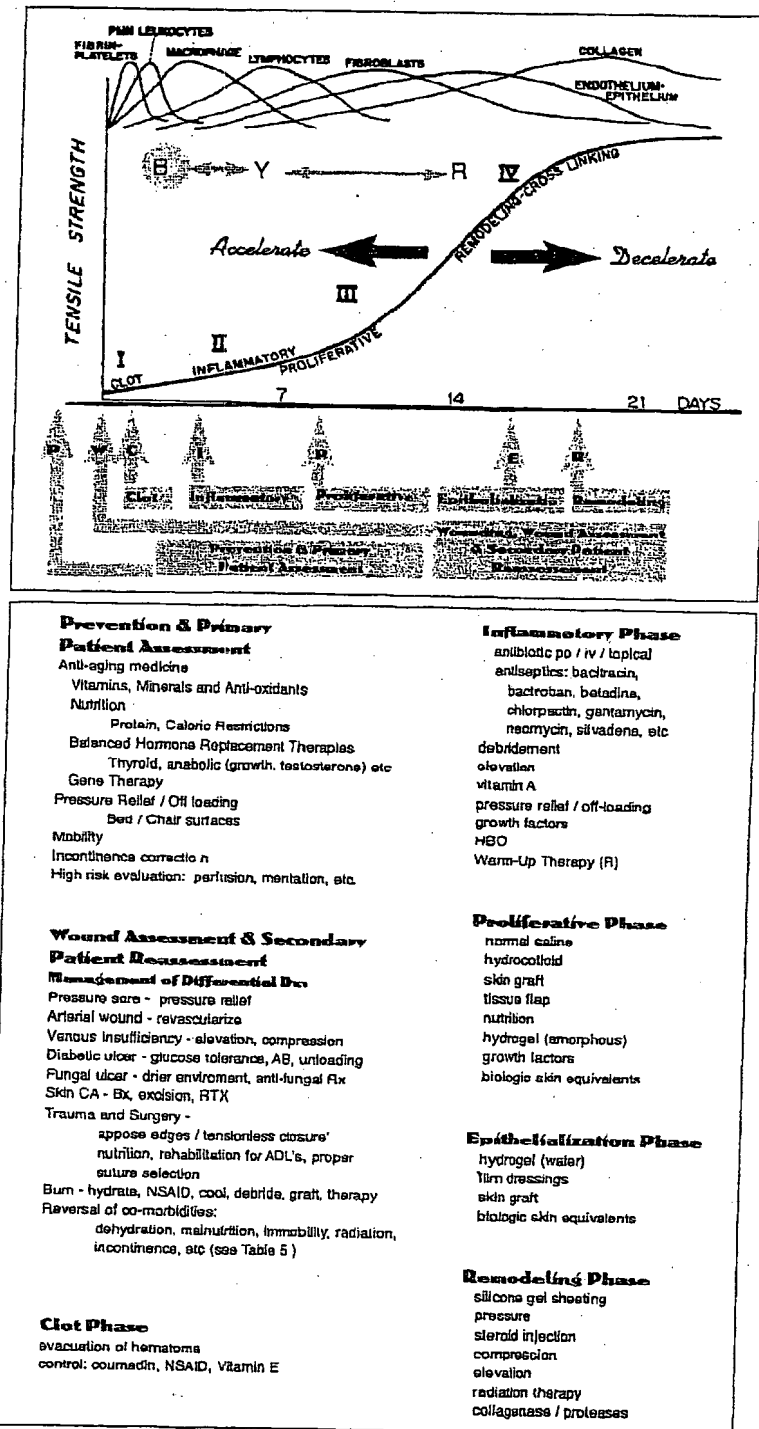 PMN LEUKOCYTES
FIBRIN-
PLATELETS
MACROPHAGE
LYMPHOCYTES
FIBROBLASTS
COLLAGEN
ENDOTHELIUM-
EPITHELIUM
TENSILE STRENGTH
B
Y
R
IV
REMODELING-CROSS LINKING
Accelerate
Decelerate
III
I
II
CLOT
INFLAMMATORY
PROLIFERATIVE
7
14
21
DAYS
P
W
C
I
P
E
R
Clot
Inflammatory
Proliferative
Epithelialization
Remodeling
Wounding, Wound Assessment
& Secondary Patient
Reassessment
Prevention & Primary
Patient Assessment
Prevention & Primary
Patient Assessment
Anti-aging medicine
Vitamins, Minerals and Anti-oxidants
Nutrition
Protein, Caloric Restrictions
Balanced Hormone Replacement Therapies
Thyroid, anabolic (growth, testosterone) etc
Gene Therapy
Pressure Relief / Off loading
Bed / Chair surfaces
Mobility
Incontinence correction
High risk evaluation: perfusion, mentation, etc.
Wound Assessment & Secondary
Patient Reassessment
Management of Differential Dx:
Pressure sore - pressure relief
Arterial wound - revascularize
Venous Insufficiency - elevation, compression
Diabetic ulcer - glucose tolerance, AB, unloading
Fungal ulcer - drier enviroment, anti-fungal Rx
Skin CA - Bx, excision, RTX
Trauma and Surgery -
appose edges / tensionless closure'
nutrition, rehabilitation for ADL's, proper
suture selection
Burn - hydrate, NSAID, cool, debride, graft, therapy
Reversal of co-morbidities:
dehydration, malnutrition, immobility, radiation,
incontinence, etc (see Table 5 )
Clot Phase
evacuation of hematoma
control: coumadin, NSAID, Vitamin E
Inflammatory Phase
antibiotic po / iv / topical
antiseptics: bacitracin,
bactroban, betadine,
chlorpactin, gentamycin,
neomycin, silvadene, etc
debridement
elevation
vitamin A
pressure relief / off-loading
growth factors
HBO
Warm-Up Therapy (R)
Proliferative Phase
normal saline
hydrocolloid
skin graft
tissue flap
nutrition
hydrogel (amorphous)
growth factors
biologic skin equivalents
Epithelialization Phase
hydrogel (water)
film dressings
skin graft
biologic skin equivalents
Remodeling Phase
silicone gel sheeting
pressure
steroid injection
compression
elevation
radiation therapy
collagenase / proteases